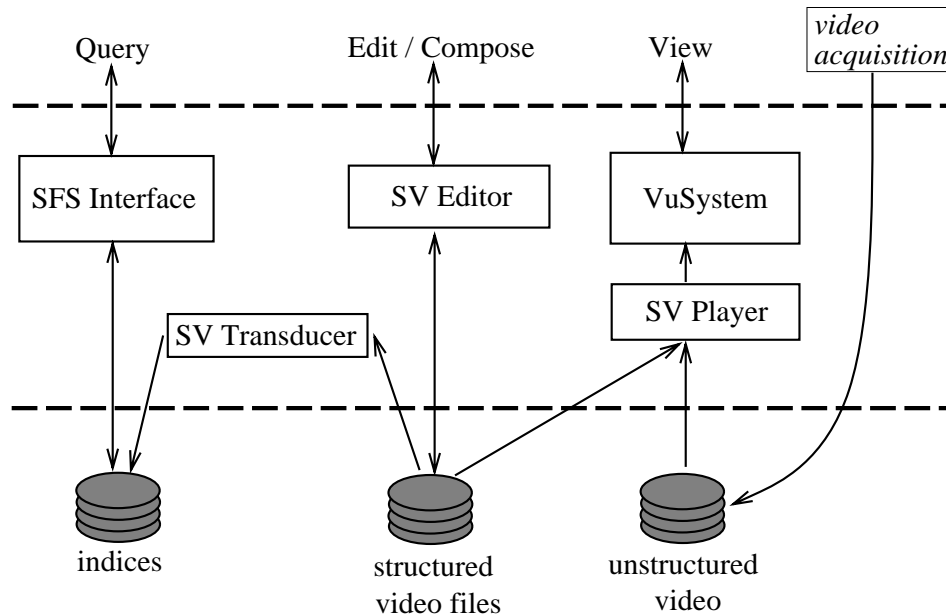 Query
Edit / Compose
View
video
acquisition
SFS Interface
SV Editor
VuSystem
SV Player
SV Transducer
indices
structured
video files
unstructured
video